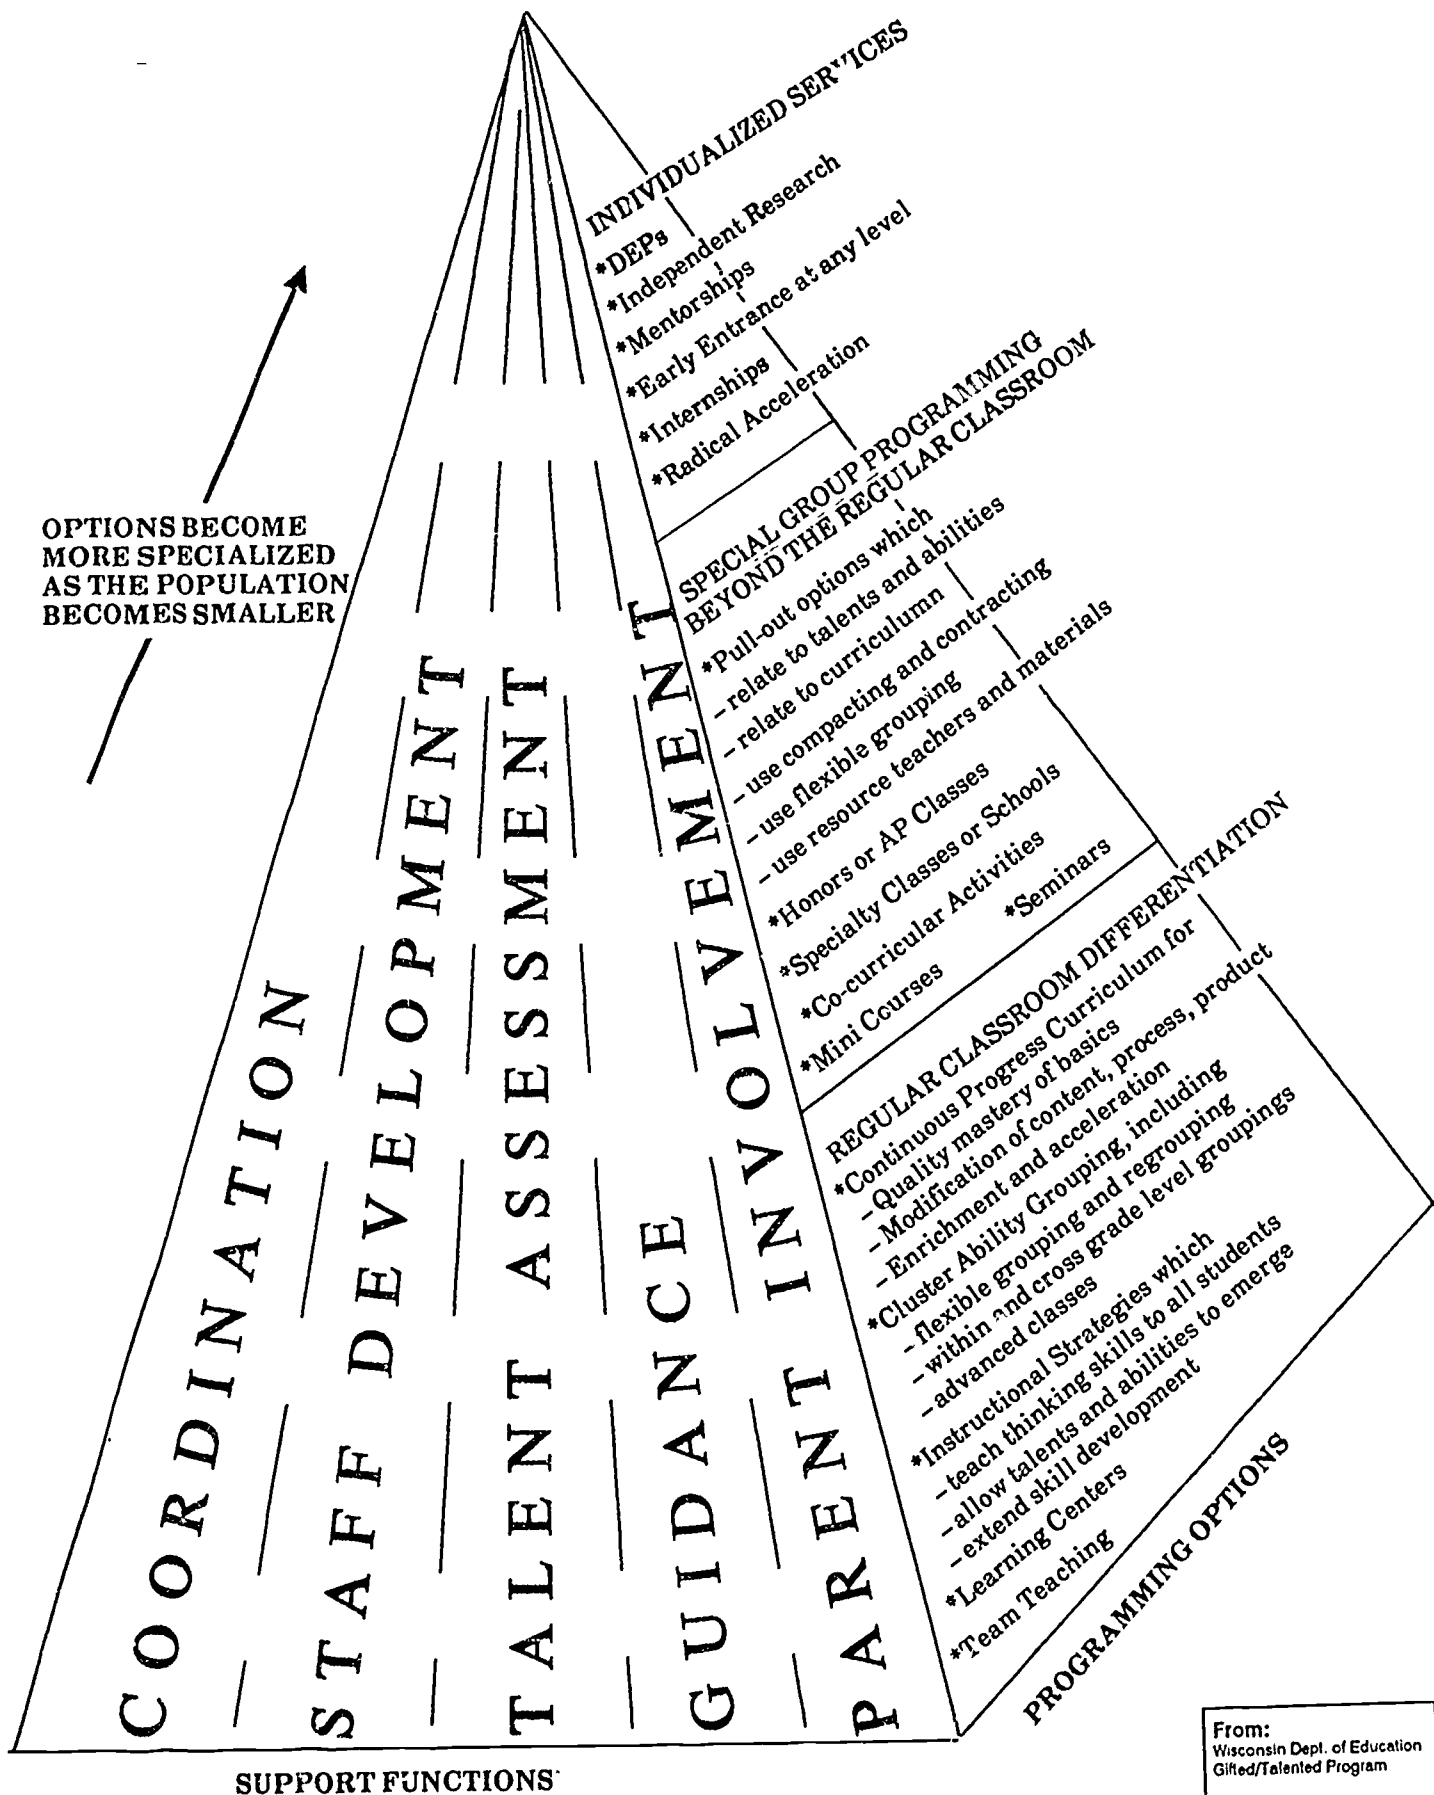 INDIVIDUALIZED SERVICES
*DEPs
*Independent Research
*Mentorships
*Early Entrance at any level
*Internships
*Radical Acceleration
OPTIONS BECOME
MORE SPECIALIZED
AS THE POPULATION
BECOMES SMALLER
SPECIAL GROUP PROGRAMMING
BEYOND THE REGULAR CLASSROOM
*Pull-out options which
- relate to talents and abilities
- relate to curriculumn
- use compacting and contracting
- use flexible grouping
- use resource teachers and materials
*Honors or AP Classes
*Specialty Classes or Schools
*Co-curricular Activities
*Mini Courses *Seminars
REGULAR CLASSROOM DIFFERENTIATION
*Continuous Progress Curriculum for
- Quality mastery of basics
- Modification of content, process, product
- Enrichment and acceleration
*Cluster Ability Grouping, including
- flexible grouping and regrouping
- within and cross grade level groupings
- advanced classes
*Instructional Strategies which
- teach thinking skills to all students
- allow talents and abilities to emerge
- extend skill development
*Learning Centers
*Team Teaching
COORDINATION
STAFF DEVELOPMENT
TALENT ASSESSMENT
GUIDANCE
PARENT INVOLVEMENT
PROGRAMMING OPTIONS
SUPPORT FUNCTIONS
From:
Wisconsin Dept. of Education
Gifted/Talented Program